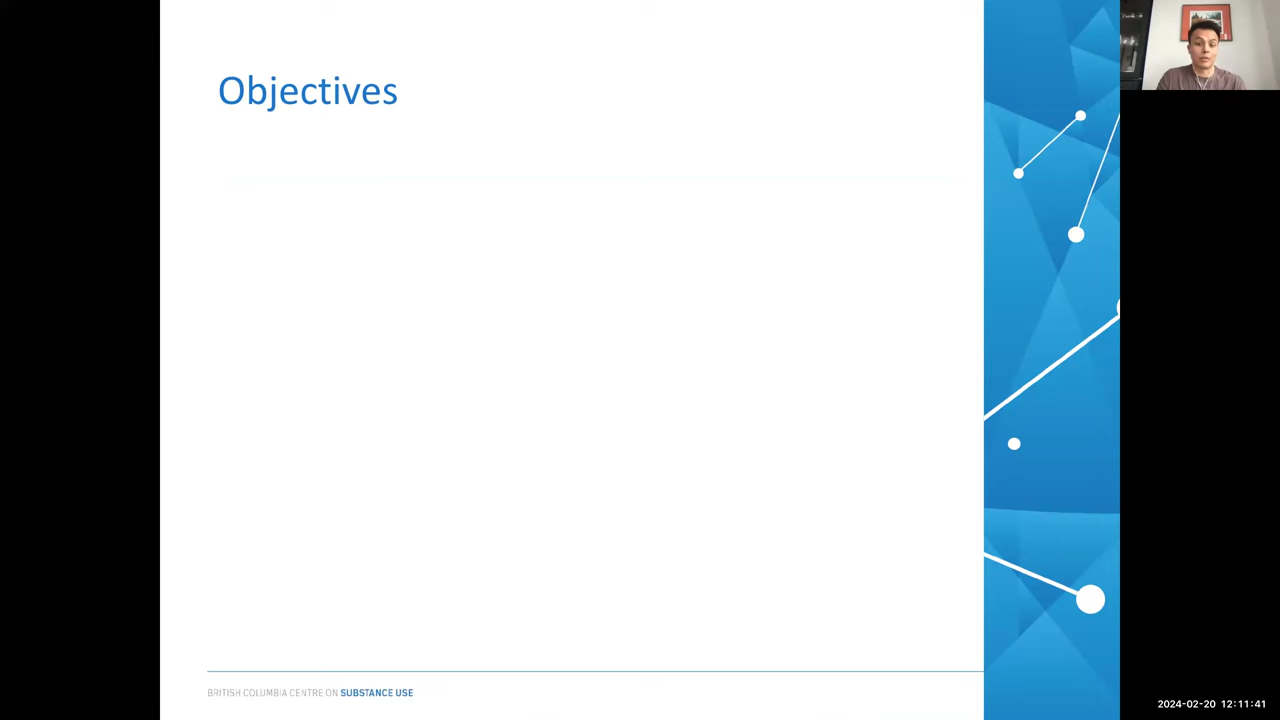 Objectives
BRITISH COLUMBIA CENTRE ON SUBSTANCE USE
2024-02-20 12:11:41